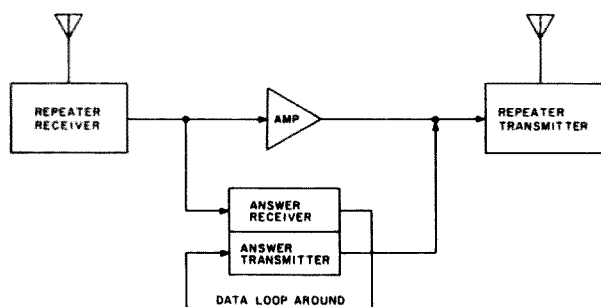 REPEATER
RECEIVER
AMP
REPEATER
TRANSMITTER
ANSWER
RECEIVER
ANSWER
TRANSMITTER
DATA LOOP AROUND